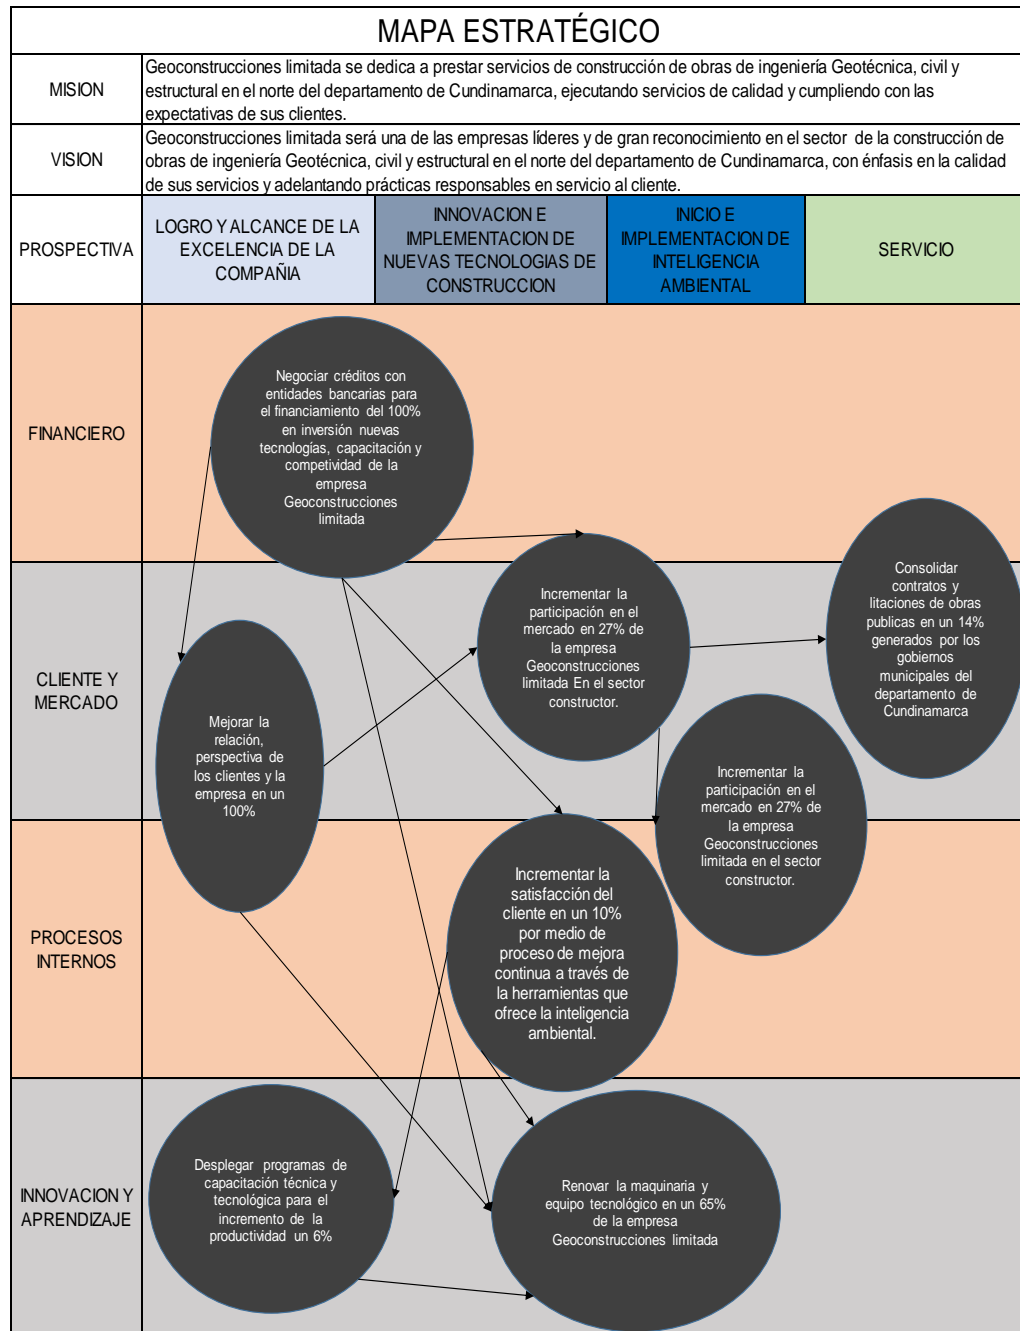 MAPA ESTRATÉGICO
MISION
Geoconstrucciones limitada se dedica a prestar servicios de construcción de obras de ingeniería Geotécnica, civil y
estructural en el norte del departamento de Cundinamarca, ejecutando servicios de calidad y cumpliendo con las
expectativas de sus clientes.
VISION
Geoconstrucciones limitada será una de las empresas líderes y de gran reconocimiento en el sector de la construcción de
obras de ingeniería Geotécnica, civil y estructural en el norte del departamento de Cundinamarca, con énfasis en la calidad
de sus servicios y adelantando prácticas responsables en servicio al cliente.
PROSPECTIVA
LOGRO Y ALCANCE DE LA
EXCELENCIA DE LA
COMPAÑIA
INNOVACION E
IMPLEMENTACION DE
NUEVAS TECNOLOGIAS DE
CONSTRUCCION
INICIO E
IMPLEMENTACION DE
INTELIGENCIA
AMBIENTAL
SERVICIO
FINANCIERO
Negociar créditos con
entidades bancarias para
el financiamiento del 100%
en inversión nuevas
tecnologías, capacitación y
competividad de la
empresa
Geoconstrucciones
limitada
CLIENTE Y
MERCADO
Mejorar la
relación,
perspectiva de
los clientes y la
empresa en un
100%
Incrementar la
participación en el
mercado en 27% de
la empresa
Geoconstrucciones
limitada En el sector
constructor.
Consolidar
contratos y
litaciones de obras
publicas en un 14%
generados por los
gobiernos
municipales del
departamento de
Cundinamarca
Incrementar la
participación en el
mercado en 27% de
la empresa
Geoconstrucciones
limitada en el sector
constructor.
PROCESOS
INTERNOS
Incrementar la
satisfacción del
cliente en un 10%
por medio de
proceso de mejora
continua a través de
la herramientas que
ofrece la inteligencia
ambiental.
INNOVACION Y
APRENDIZAJE
Desplegar programas de
capacitación técnica y
tecnológica para el
incremento de la
productividad un 6%
Renovar la maquinaria y
equipo tecnológico en un 65%
de la empresa
Geoconstrucciones limitada